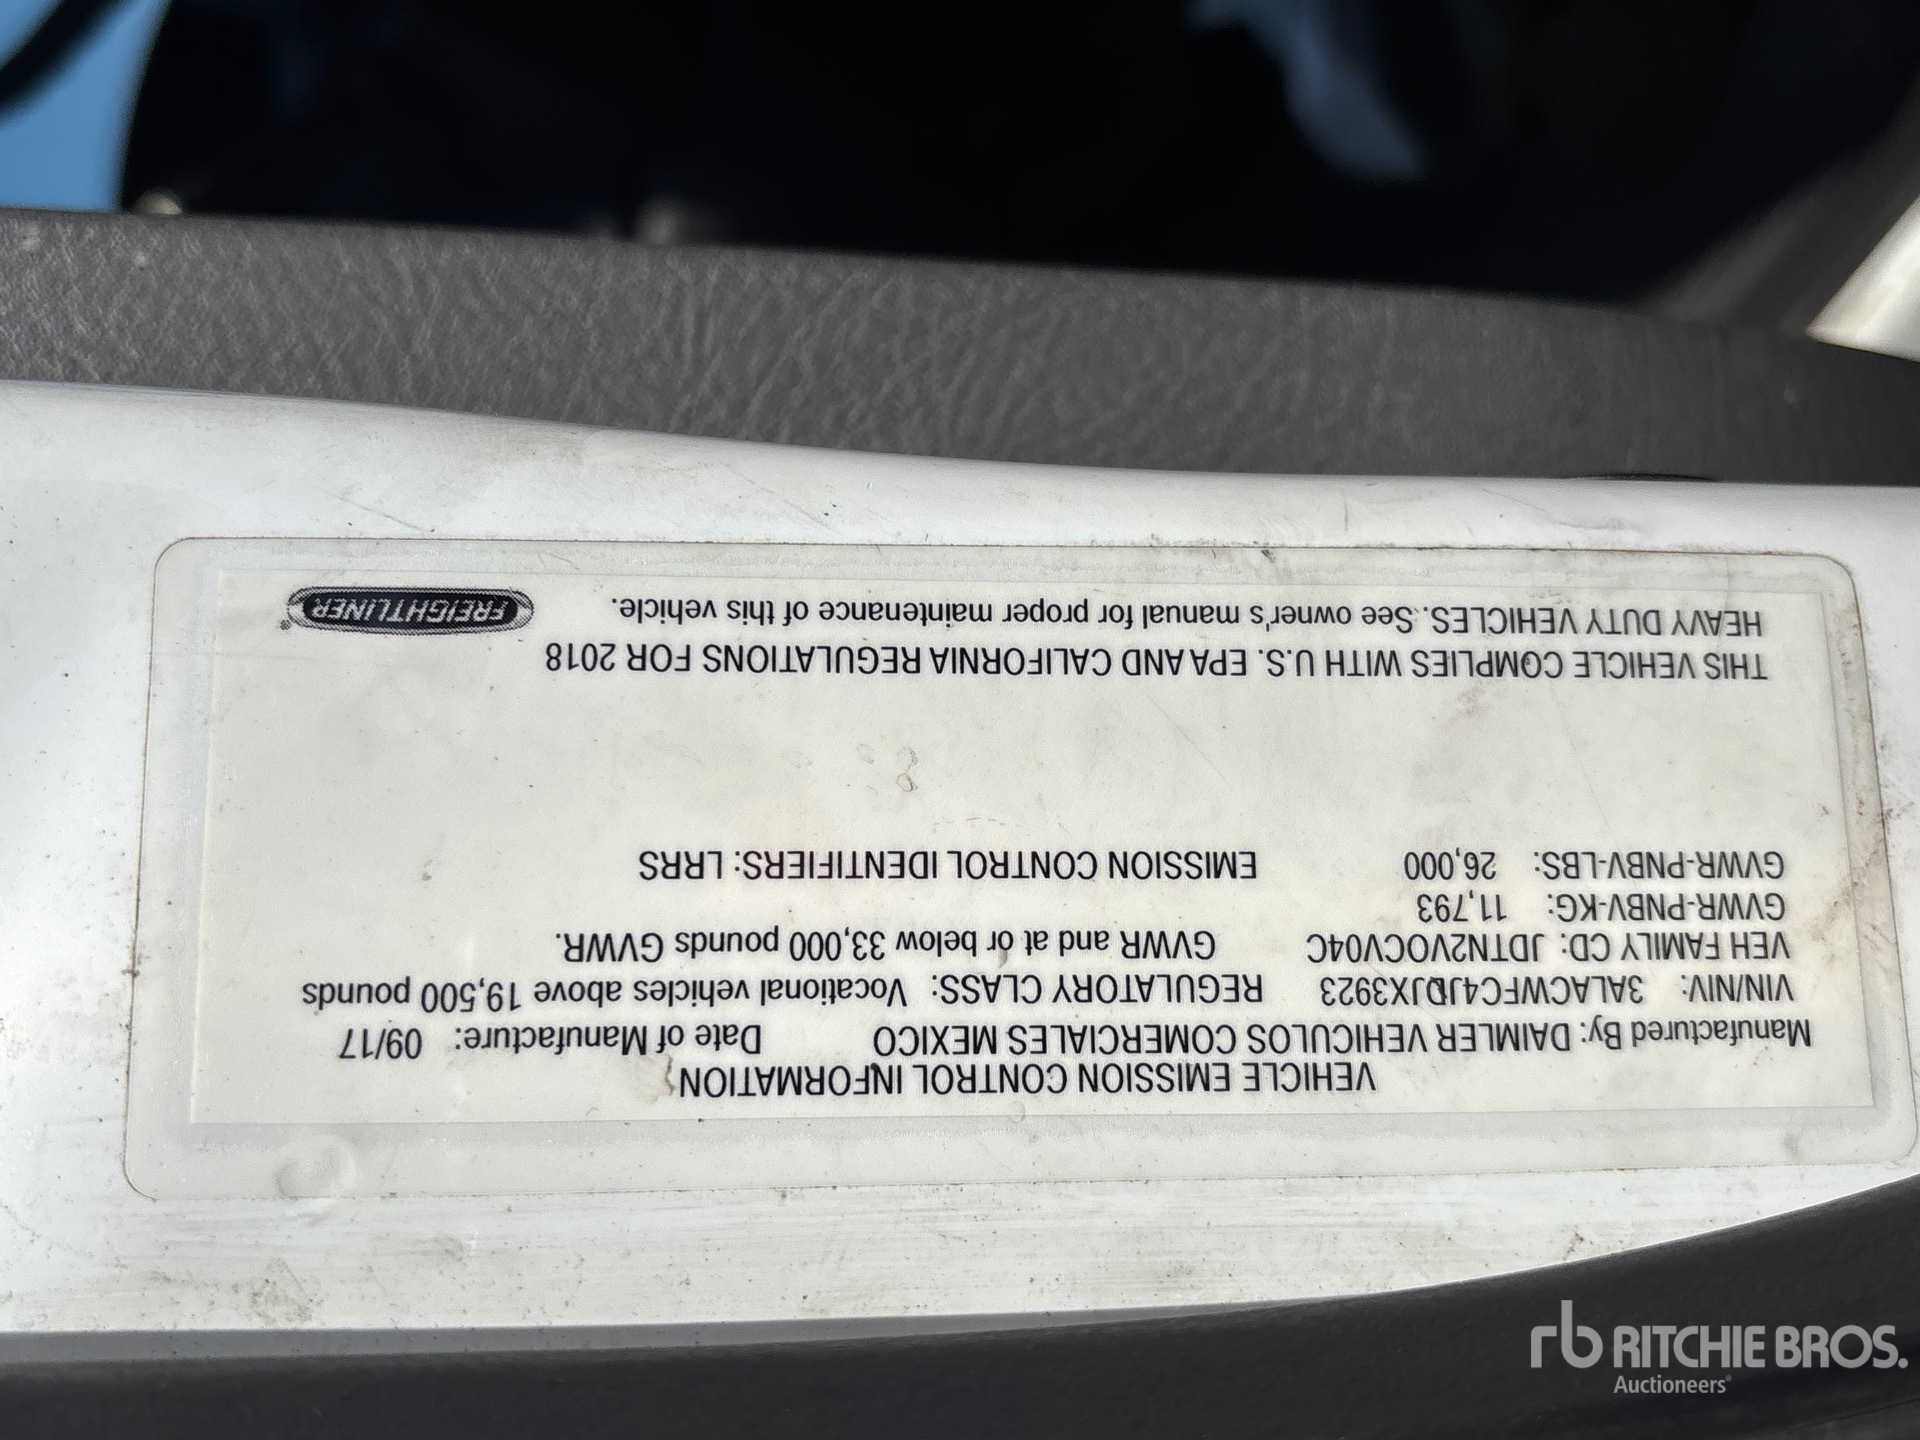 VEHICLE EMISSION CONTROL INFORMATION
Manufactured By: DAIMLER VEHICULOS COMERCIALES MEXICO Date of Manufacture: 09/17
VIN/NIV: 3ALACWFC4JDJX3923 REGULATORY CLASS: Vocational vehicles above 19,500 pounds
VEH FAMILY CD: JDTN2VOCV04C GVWR and at or below 33,000 pounds GVWR.
GVWR-PNBV-KG: 11,793
GVWR-PNBV-LBS: 26,000 EMISSION CONTROL IDENTIFIERS: LRRS
THIS VEHICLE COMPLIES WITH U.S. EPA AND CALIFORNIA REGULATIONS FOR 2018
HEAVY DUTY VEHICLES. See owner's manual for proper maintenance of this vehicle.
FREIGHTLINER®
rb RITCHIE BROS.
Auctioneers®